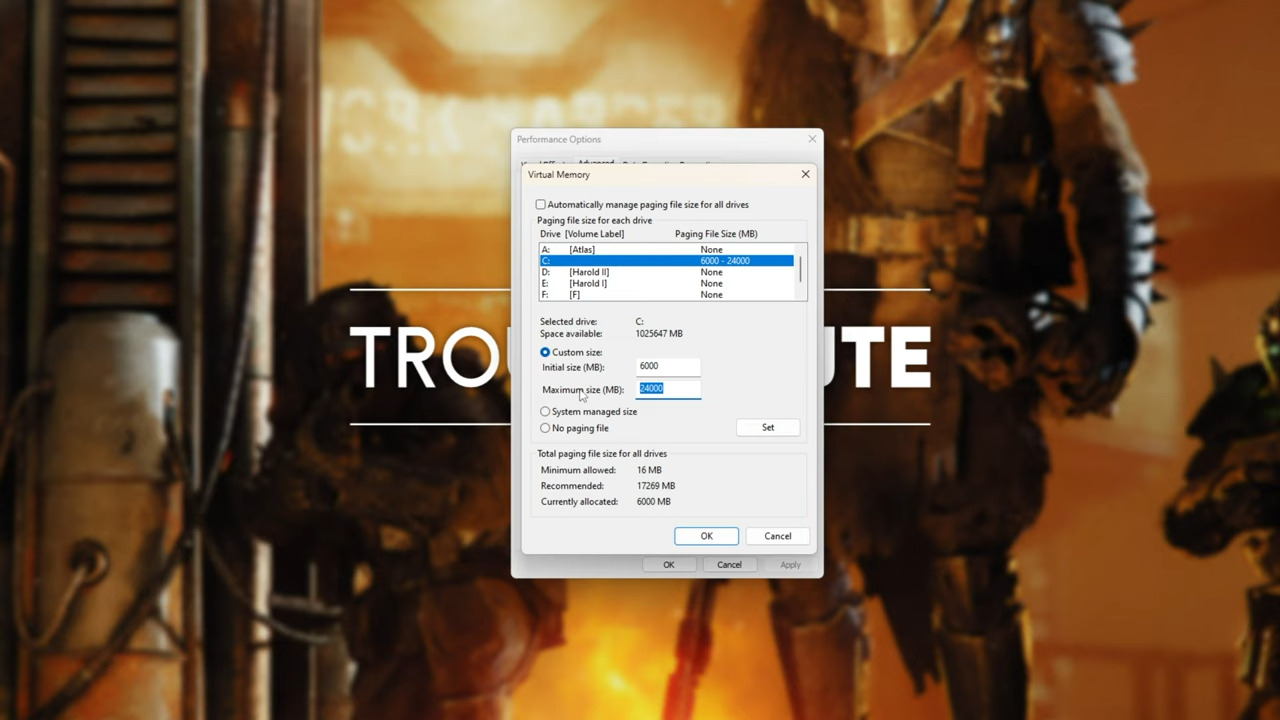 WORK HARDER
Performance Options
Advanced
Virtual Memory
Automatically manage paging file size for all drives
Paging file size for each drive
Drive [Volume Label] Paging File Size (MB)
A: [Atlas] None
C: 6000 - 24000
D: [Harold II] None
E: [Harold I] None
F: [F] None
Selected drive: C:
Space available: 1025647 MB
Custom size:
Initial size (MB): 6000
Maximum size (MB): 24000
System managed size
No paging file
Set
Total paging file size for all drives
Minimum allowed: 16 MB
Recommended: 17269 MB
Currently allocated: 6000 MB
OK Cancel
OK Cancel Apply
TRO UTE